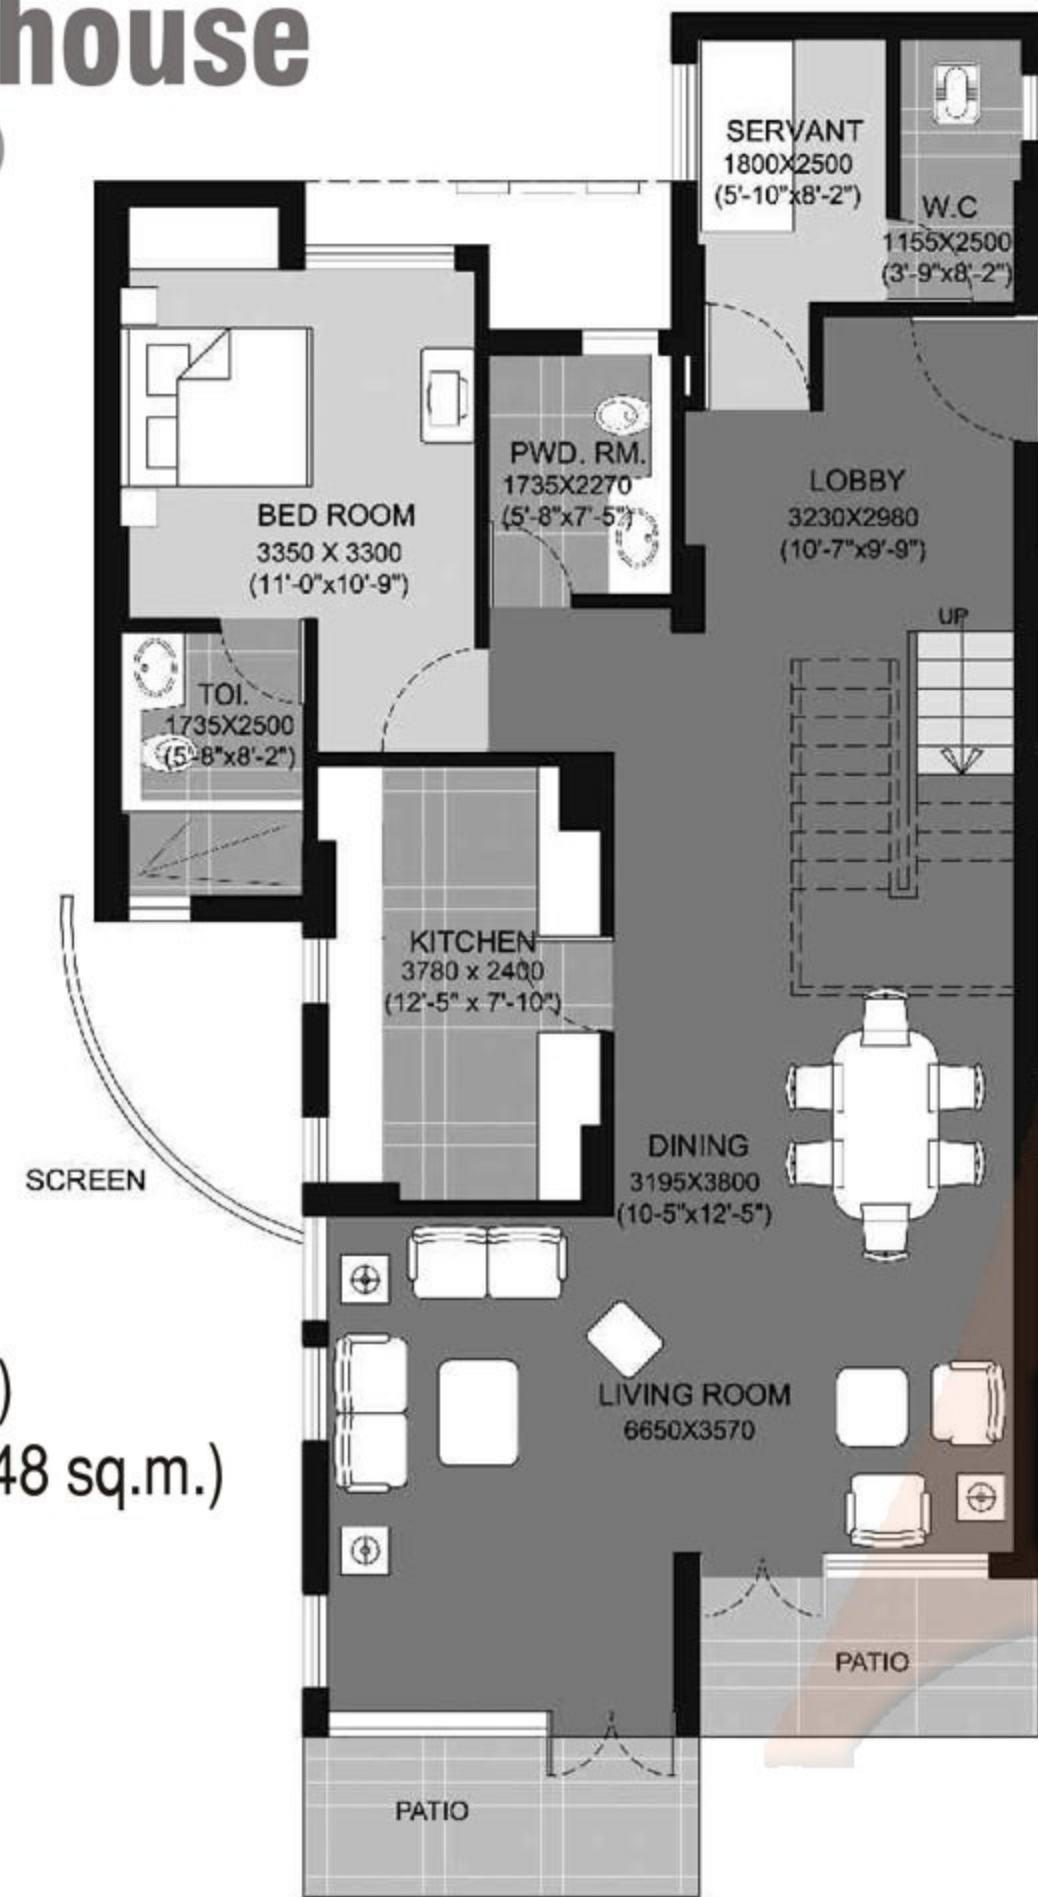 house
)
SERVANT
1800X2500
(5'-10"x8'-2")
W.C
1155X2500
(3'-9"x8'-2")
PWD. RM.
1735X2270
(5'-8"x7'-5")
LOBBY
3230X2980
(10'-7"x9'-9")
BED ROOM
3350 X 3300
(11'-0"x10'-9")
UP
TOI.
1735X2500
(5'-8"x8'-2")
KITCHEN
3780 x 2400
(12'-5" x 7'-10")
SCREEN
DINING
3195X3800
(10-5"x12'-5")
)
LIVING ROOM
6650X3570
48 sq.m.)
PATIO
PATIO